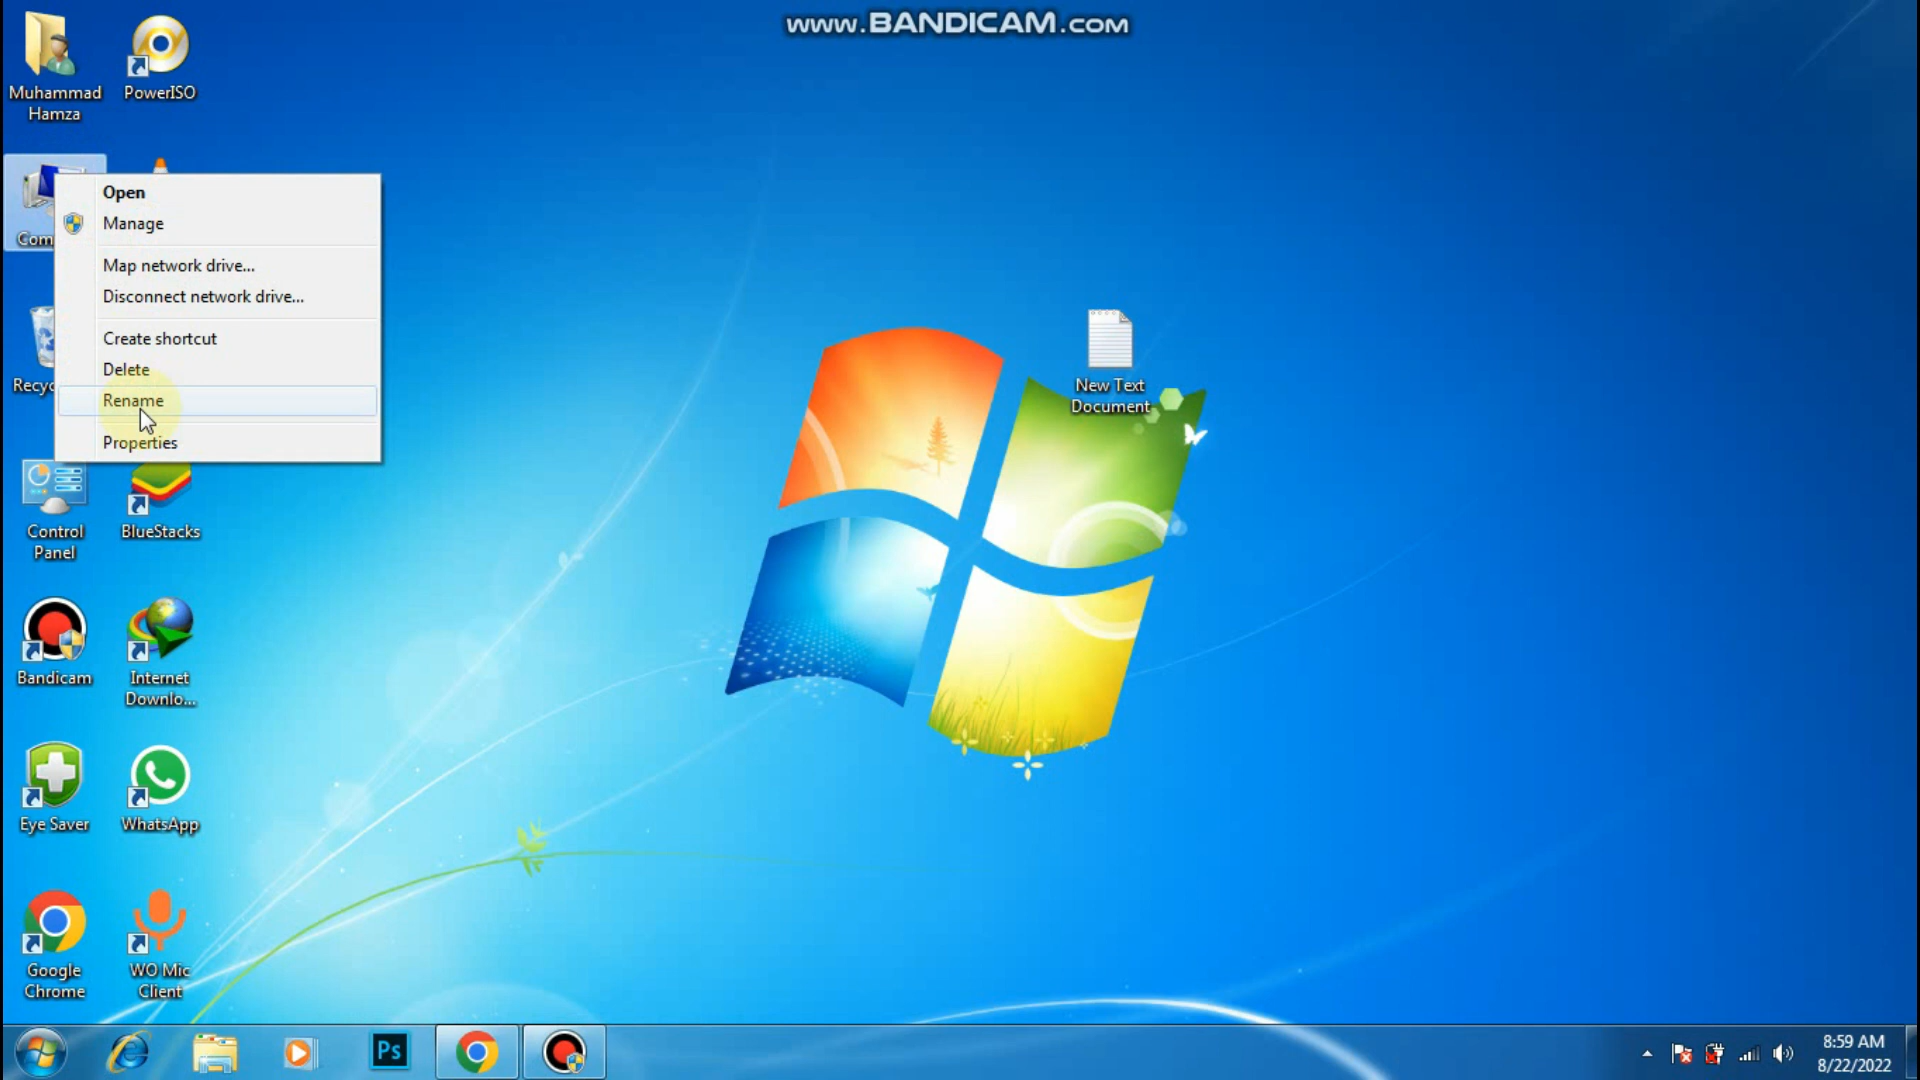 www.BANDICAM.com
Muhammad
Hamza
PowerISO
Com
Open
Manage
Map network drive...
Disconnect network drive...
Create shortcut
Delete
Rename
Properties
Recyc
New Text
Document
Control
Panel
BlueStacks
Bandicam
Internet
Downlo...
Eye Saver
WhatsApp
Google
Chrome
WO Mic
Client
Ps
8:59 AM
8/22/2022